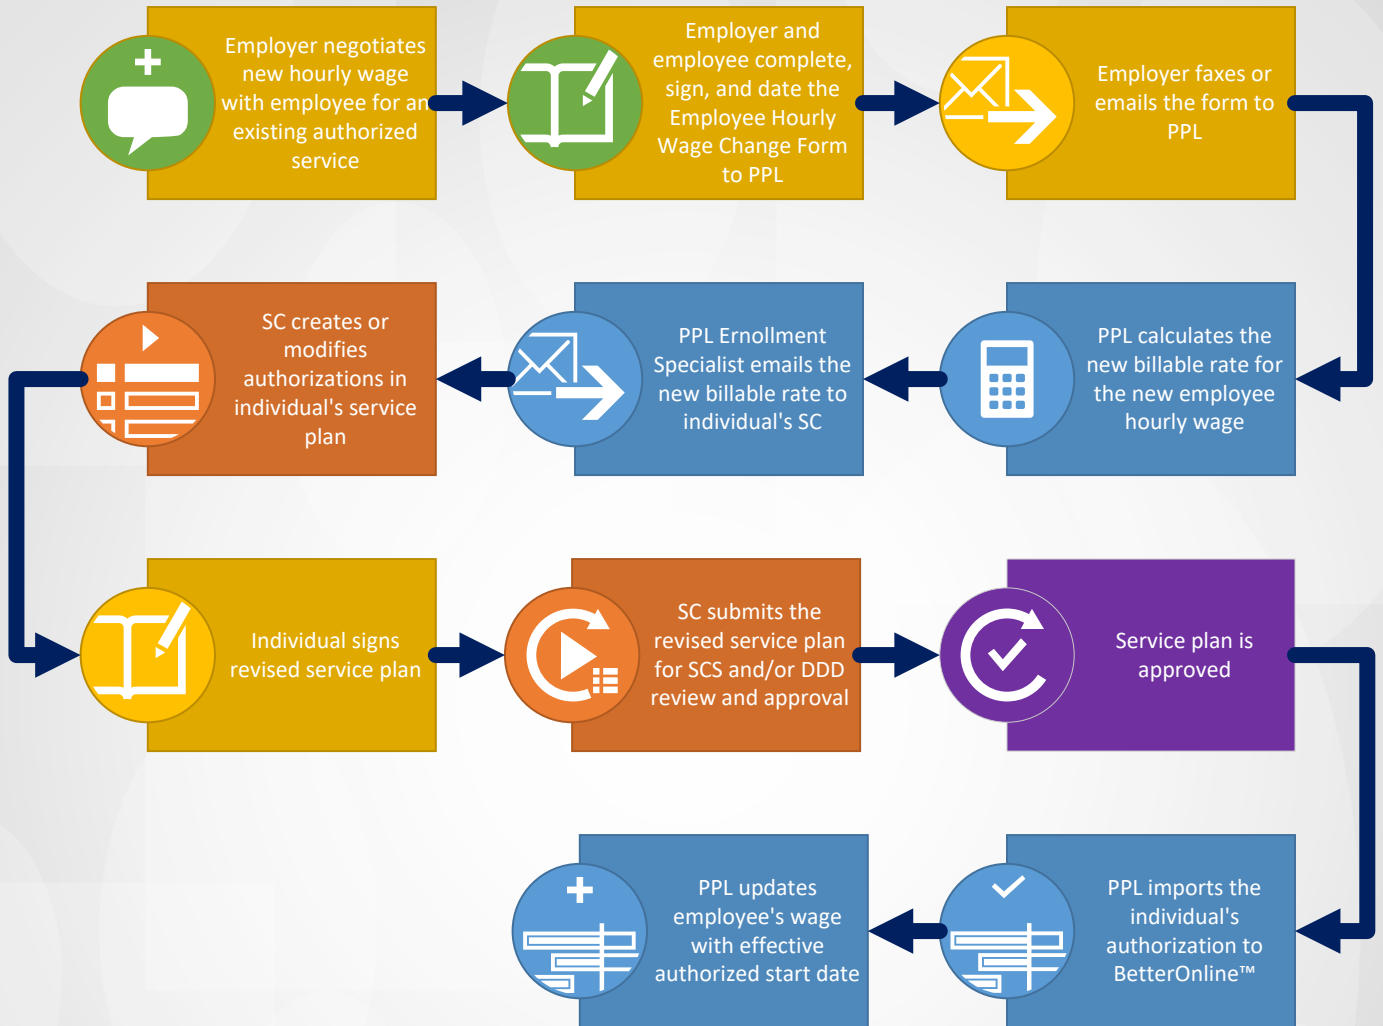 Employer negotiates
new hourly wage
with employee for an
existing authorized
service
Employer and
employee complete,
sign, and date the
Employee Hourly
Wage Change Form
to PPL
Employer faxes or
emails the form to
PPL
PPL calculates the
new billable rate for
the new employee
hourly wage
PPL Ernollment
Specialist emails the
new billable rate to
individual's SC
SC creates or
modifies
authorizations in
individual's service
plan
Individual signs
revised service plan
SC submits the
revised service plan
for SCS and/or DDD
review and approval
Service plan is
approved
PPL imports the
individual's
authorization to
BetterOnline™
PPL updates
employee's wage
with effective
authorized start date